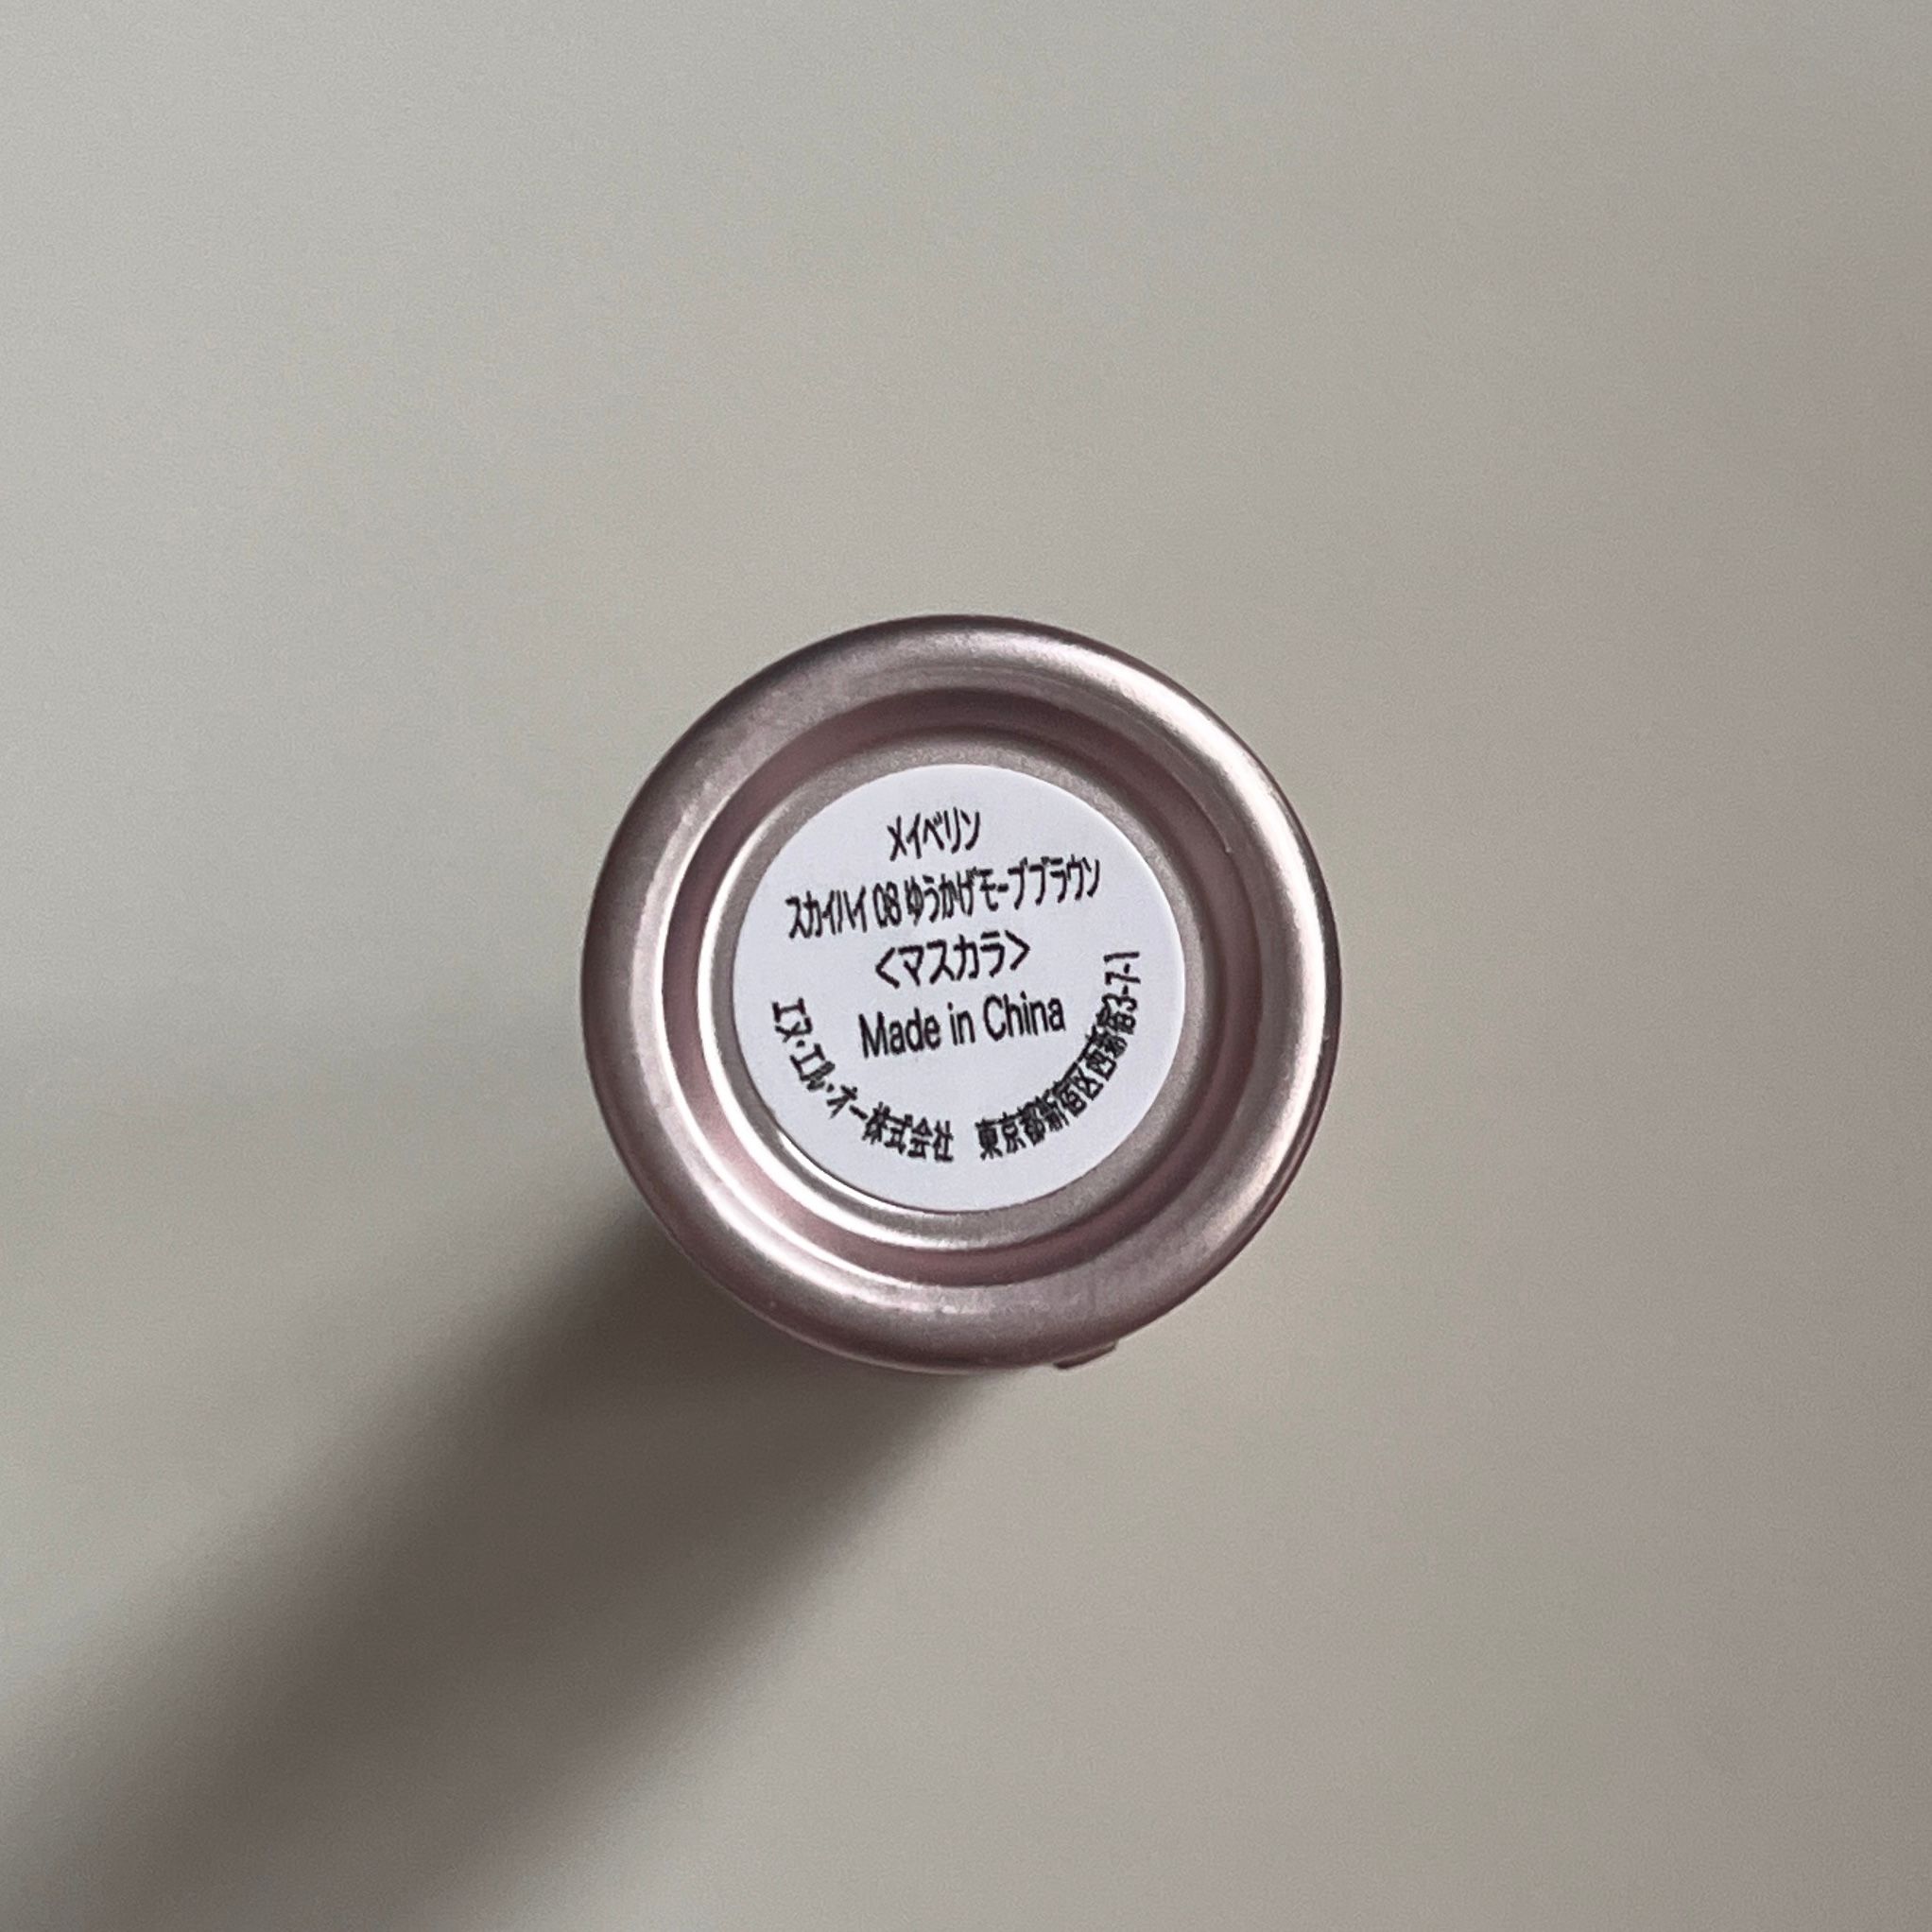 メイベリン
スカイハイ 08 ゆうかげモーブブラウン
<マスカラ>
Made in China
エヌ・エル・オー株式会社 東京都新宿区西新宿3-7-1